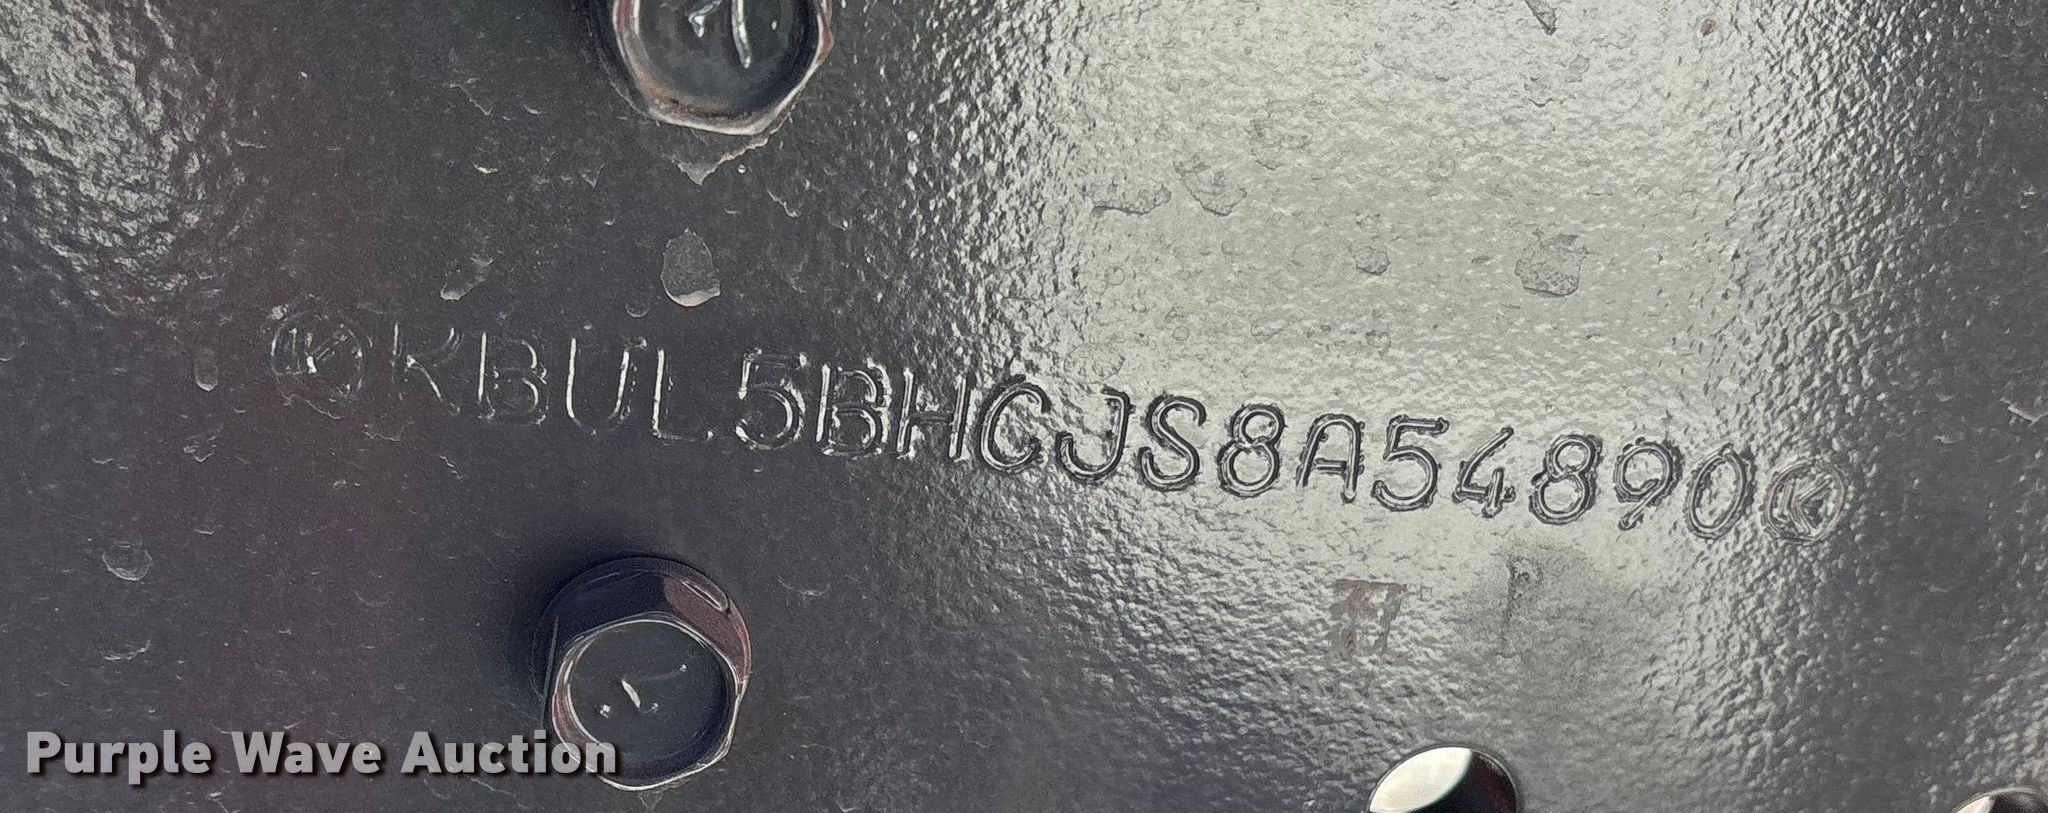 KBUL5BHCJS8A54890
Purple Wave Auction